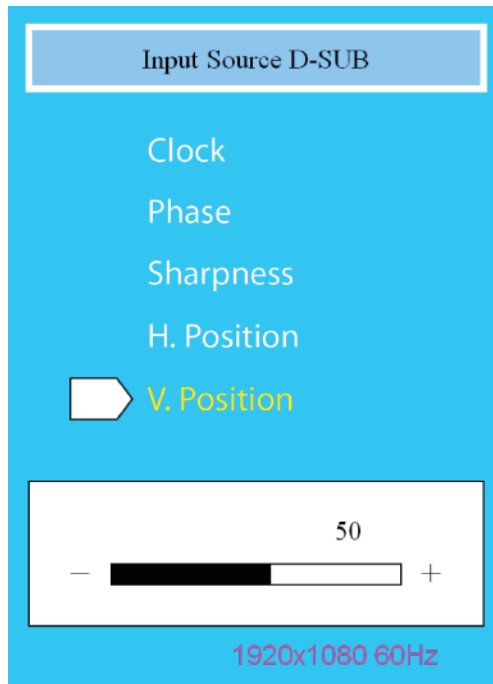 Input Source D-SUB
Clock
Phase
Sharpness
H. Position
V. Position
50
− +
1920x1080 60Hz